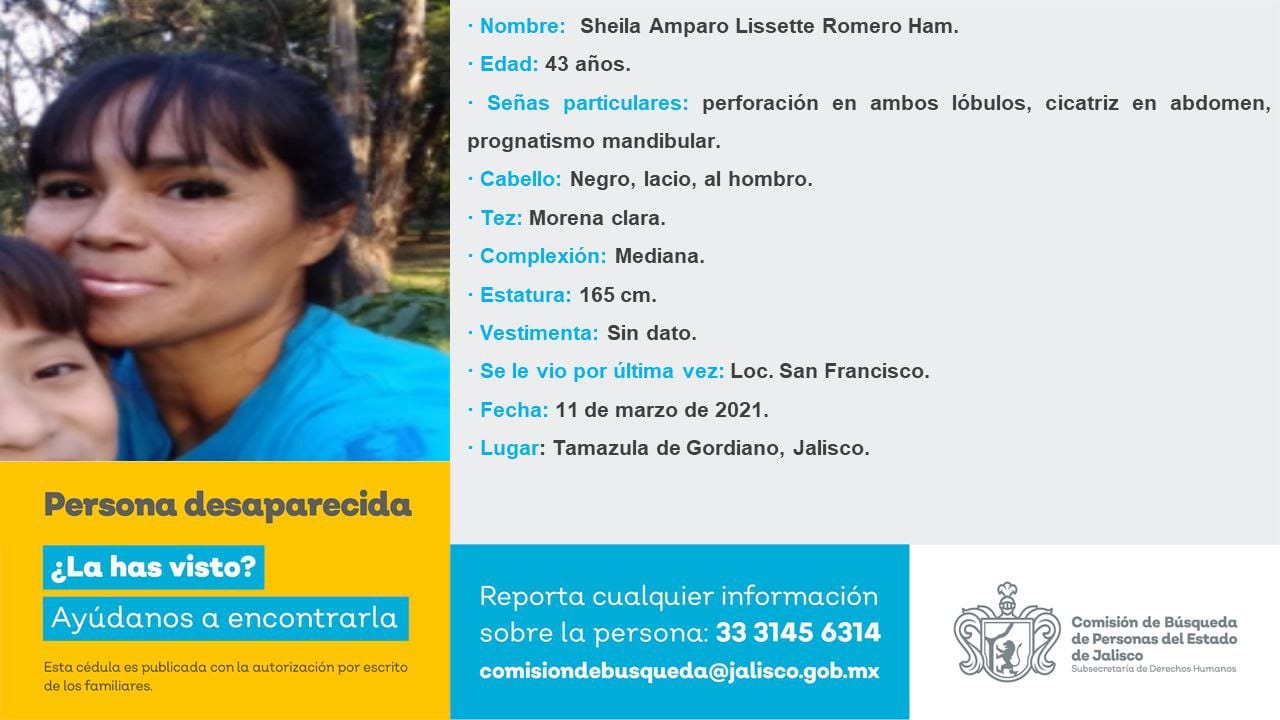 · Nombre: Sheila Amparo Lissette Romero Ham.
· Edad: 43 años.
· Señas particulares: perforación en ambos lóbulos, cicatriz en abdomen,
prognatismo mandibular.
· Cabello: Negro, lacio, al hombro.
· Tez: Morena clara.
· Complexión: Mediana.
· Estatura: 165 cm.
· Vestimenta: Sin dato.
· Se le vio por última vez: Loc. San Francisco.
· Fecha: 11 de marzo de 2021.
· Lugar: Tamazula de Gordiano, Jalisco.
Persona desaparecida
¿La has visto?
Ayúdanos a encontrarla
Esta cédula es publicada con la autorización por escrito
de los familiares.
Reporta cualquier información
sobre la persona: 33 3145 6314
comisiondebusqueda@jalisco.gob.mx
Comisión de Búsqueda
de Personas del Estado
de Jalisco
Subsecretaría de Derechos Humanos